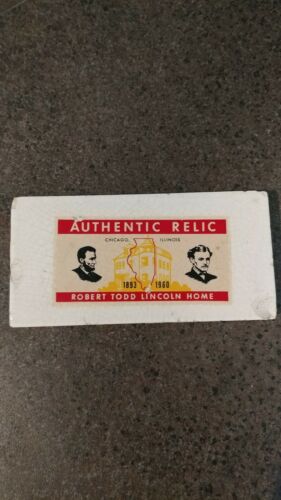 AUTHENTIC RELIC
CHICAGO, ILLINOIS
1893 1960
ROBERT TODD LINCOLN HOME